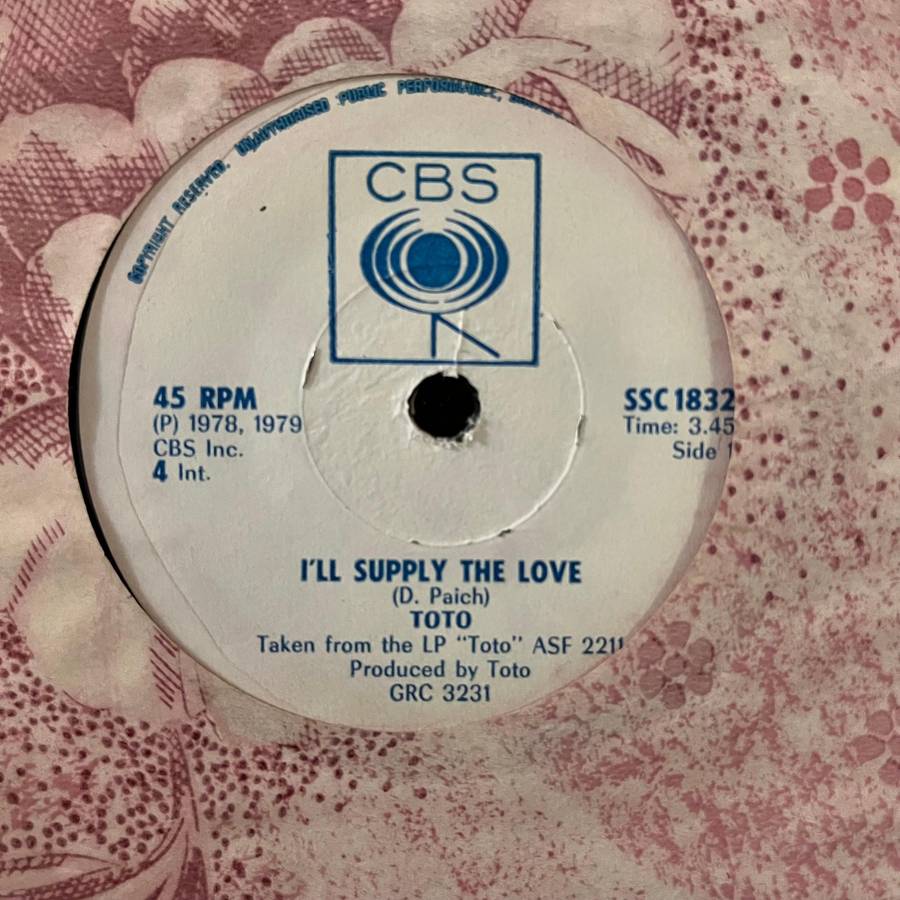 COPYRIGHT RESERVED. UNAUTHORISED PUBLIC PERFORMANCE,
CBS
45 RPM
(P) 1978, 1979
CBS Inc.
4 Int.
SSC 1832
Time: 3.45
Side 1
I'LL SUPPLY THE LOVE
(D. Paich)
TOTO
Taken from the LP "Toto" ASF 2211
Produced by Toto
GRC 3231